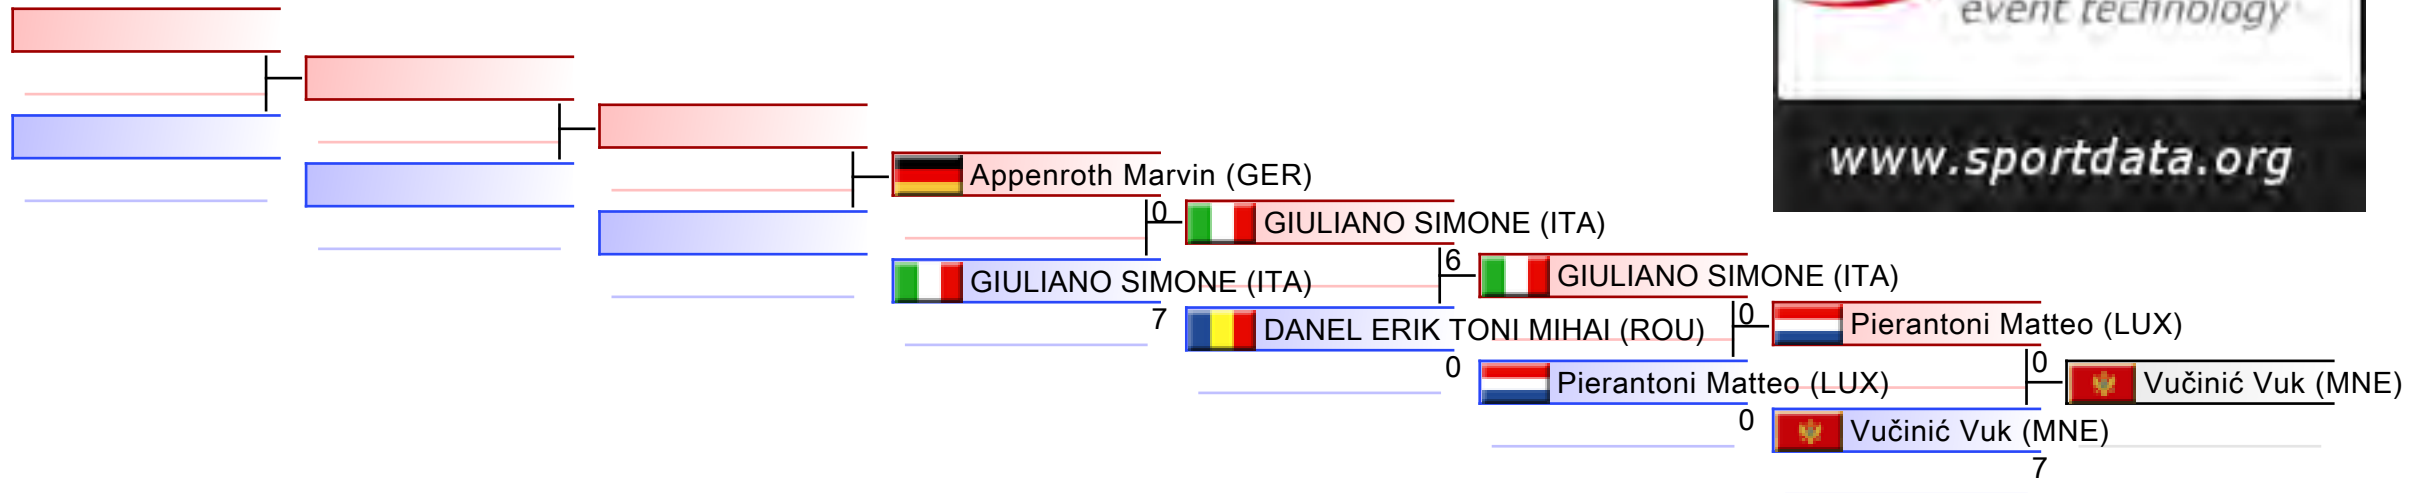 event technology
www.sportdata.org
Appenroth Marvin (GER)
0
GIULIANO SIMONE (ITA)
GIULIANO SIMONE (ITA)
7
6
DANEL ERIK TONI MIHAI (ROU)
0
GIULIANO SIMONE (ITA)
0
Pierantoni Matteo (LUX)
0
Pierantoni Matteo (LUX)
0
Vučinić Vuk (MNE)
7
Vučinić Vuk (MNE)